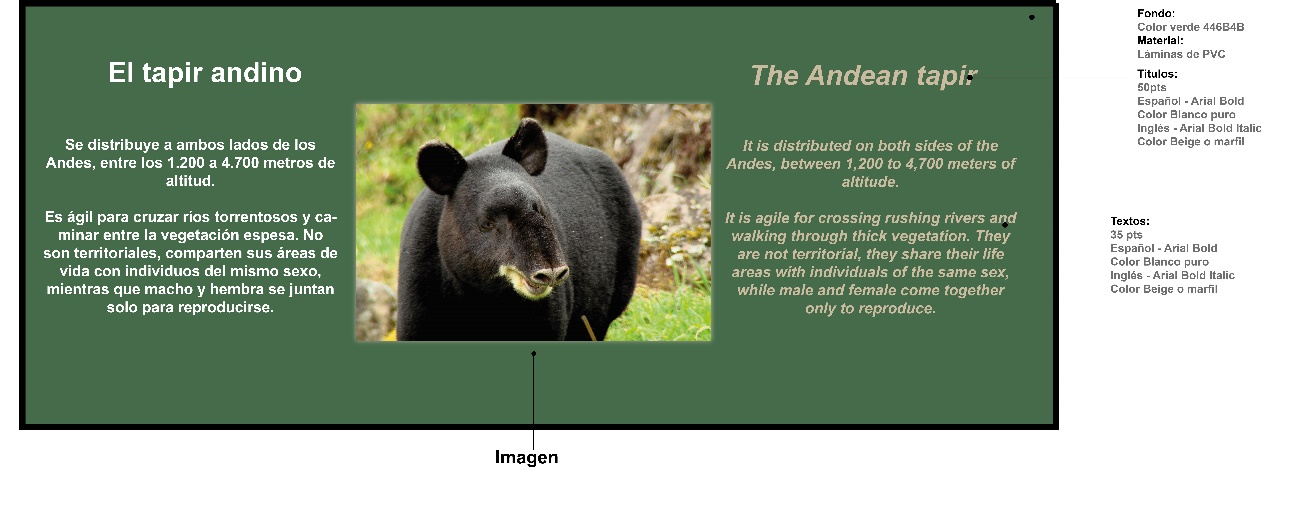 El tapir andino
Se distribuye a ambos lados de los
Andes, entre los 1.200 a 4.700 metros de
altitud.
Es ágil para cruzar ríos torrentosos y ca-
minar entre la vegetación espesa. No
son territoriales, comparten sus áreas de
vida con individuos del mismo sexo,
mientras que macho y hembra se juntan
solo para reproducirse.
The Andean tapir
It is distributed on both sides of the
Andes, between 1,200 to 4,700 meters of
altitude.
It is agile for crossing rushing rivers and
walking through thick vegetation. They
are not territorial, they share their life
areas with individuals of the same sex,
while male and female come together
only to reproduce.
Imagen
Fondo:
Color verde 446B4B
Material:
Láminas de PVC
Títulos:
50pts
Español - Arial Bold
Color Blanco puro
Inglés - Arial Bold Italic
Color Beige o marfil
Textos:
35 pts
Español - Arial Bold
Color Blanco puro
Inglés - Arial Bold Italic
Color Beige o marfil